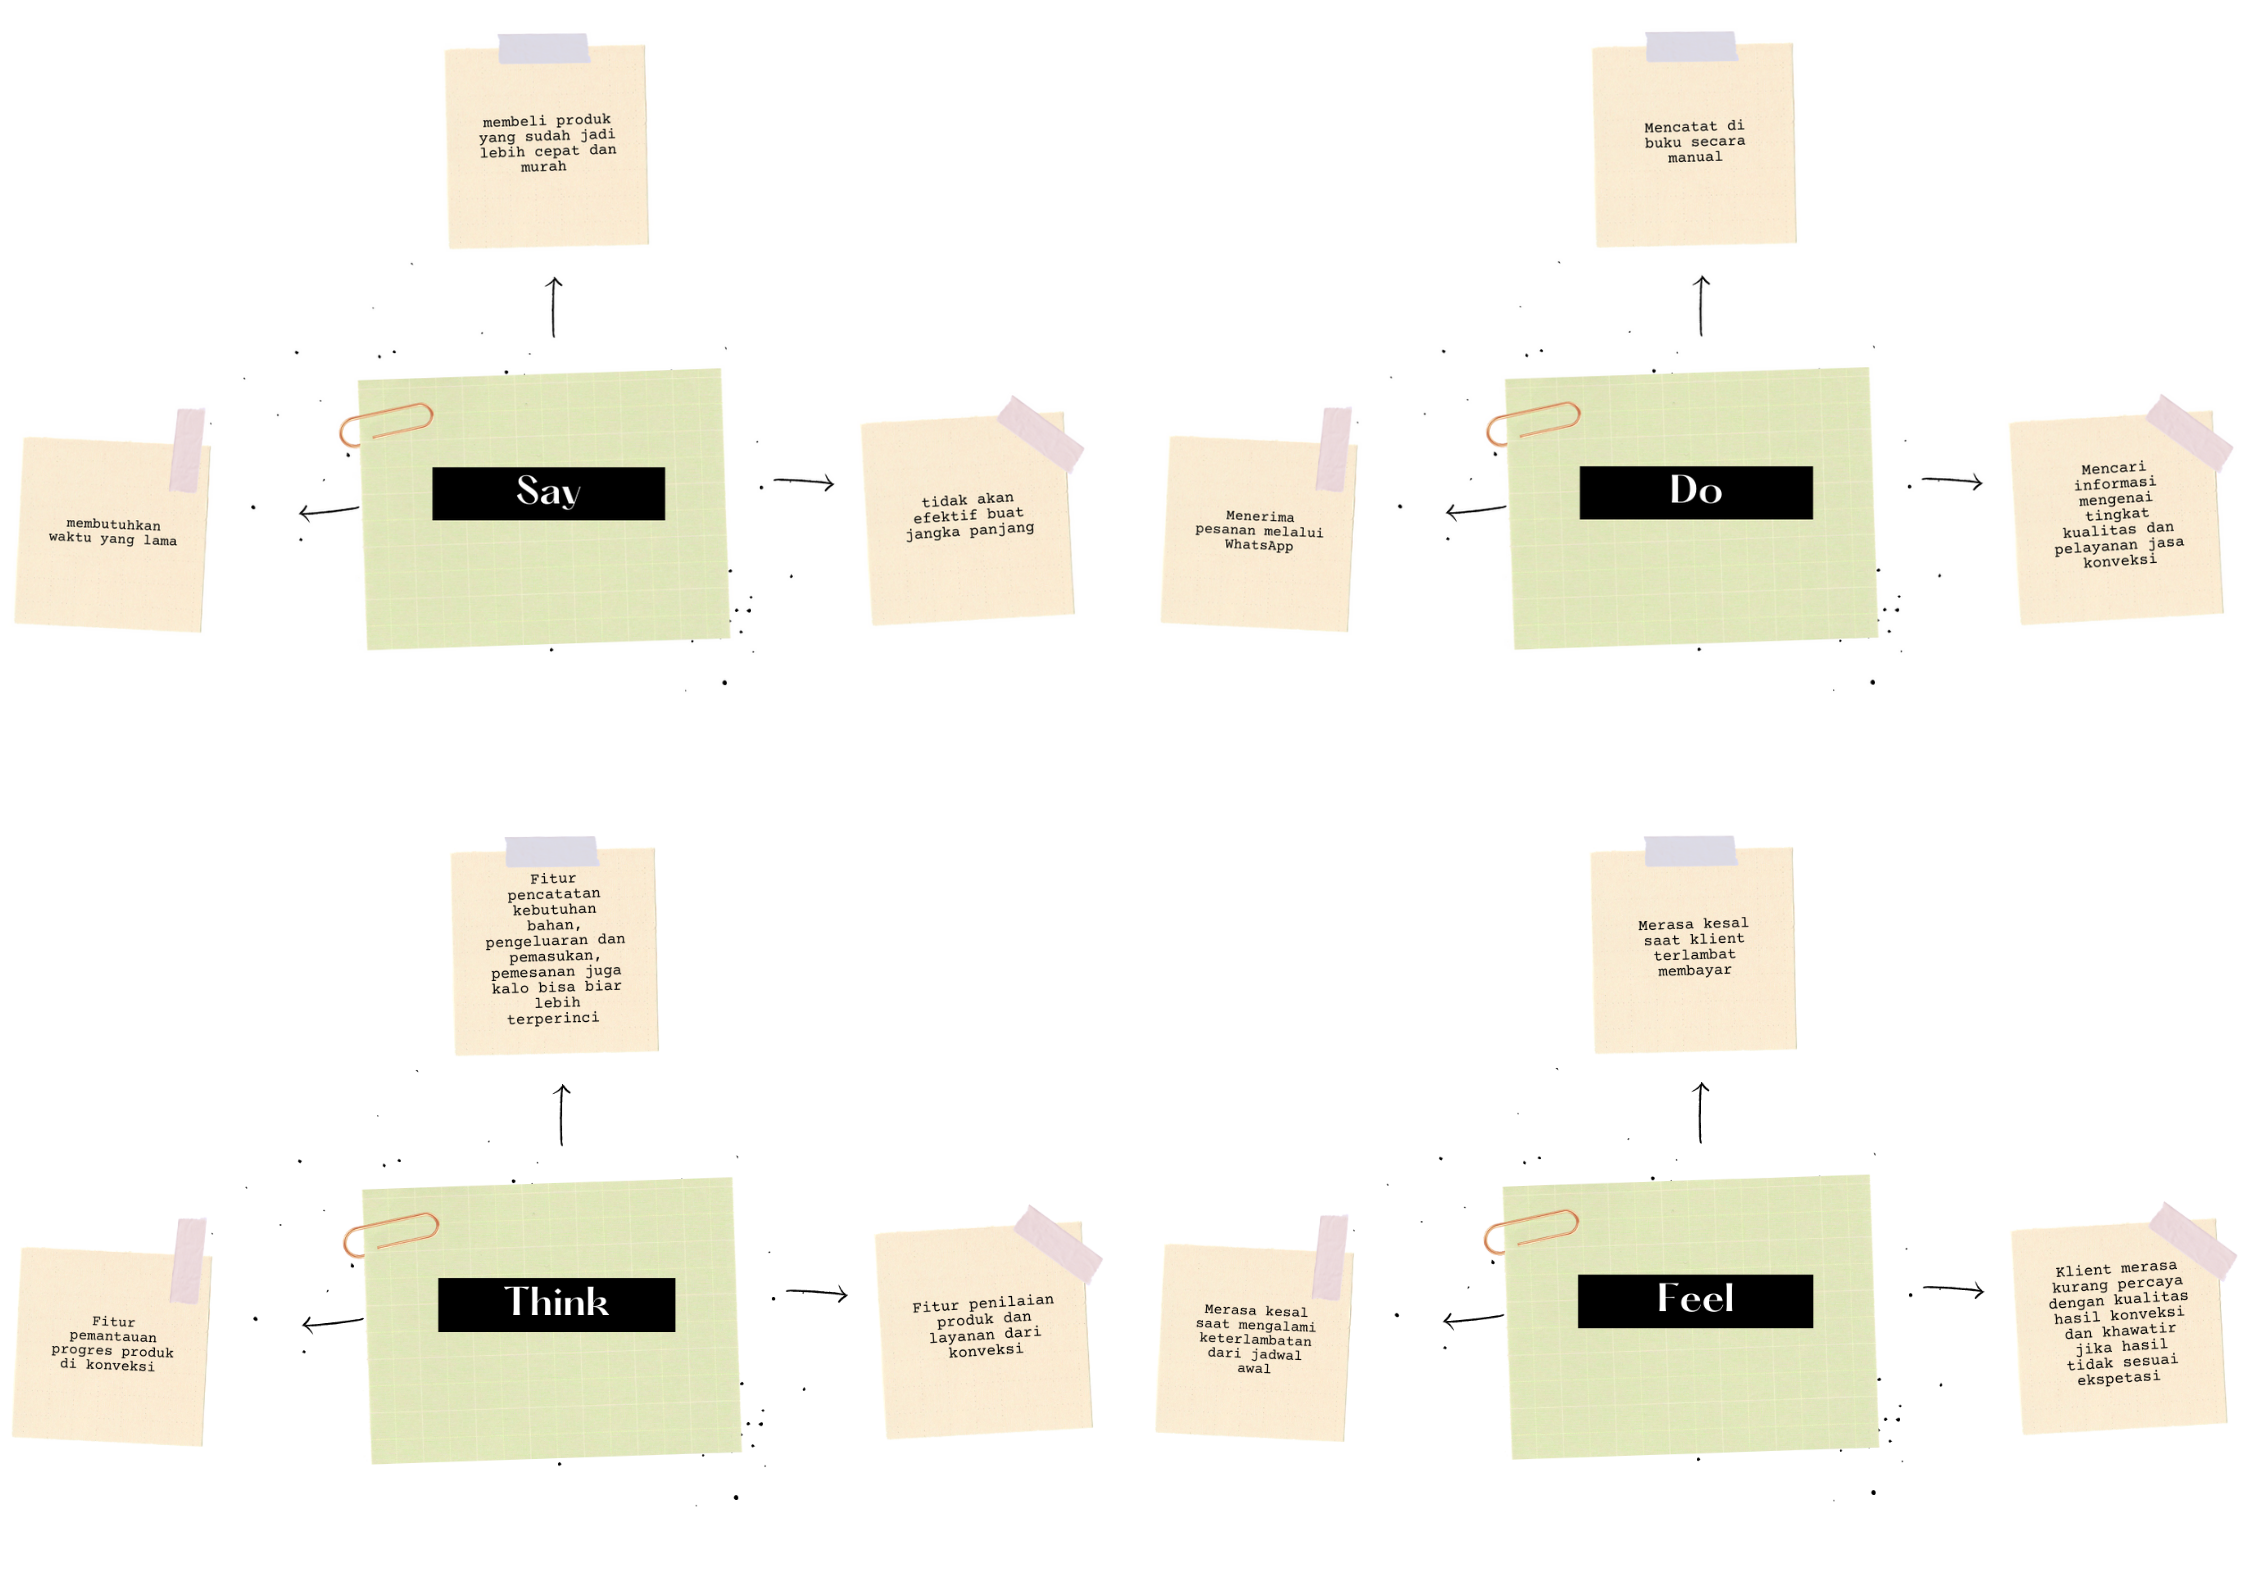 membeli produk
yang sudah jadi
lebih cepat dan
murah
membutuhkan
waktu yang lama
Say
tidak akan
efektif buat
jangka panjang
Mencatat di
buku secara
manual
Menerima
pesanan melalui
WhatsApp
Do
Mencari
informasi
mengenai
tingkat
kualitas dan
pelayanan jasa
konveksi
Fitur
pencatatan
kebutuhan
bahan,
pengeluaran dan
pemasukan,
pemesanan juga
kalo bisa biar
lebih
terperinci
Fitur
pemantauan
progres produk
di konveksi
Think
Fitur penilaian
produk dan
layanan dari
konveksi
Merasa kesal
saat klient
terlambat
membayar
Merasa kesal
saat mengalami
keterlambatan
dari jadwal
awal
Feel
Klient merasa
kurang percaya
dengan kualitas
hasil konveksi
dan khawatir
jika hasil
tidak sesuai
ekspetasi